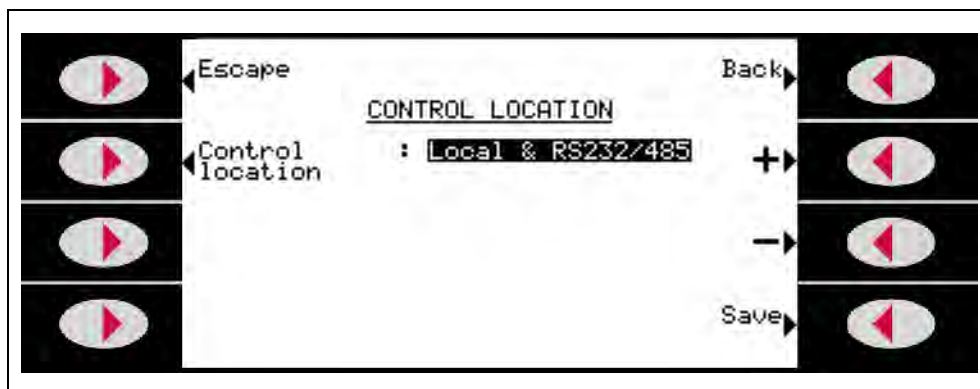 Escape
Back
CONTROL LOCATION
Control location
: Local & RS232/485
+
−
Save